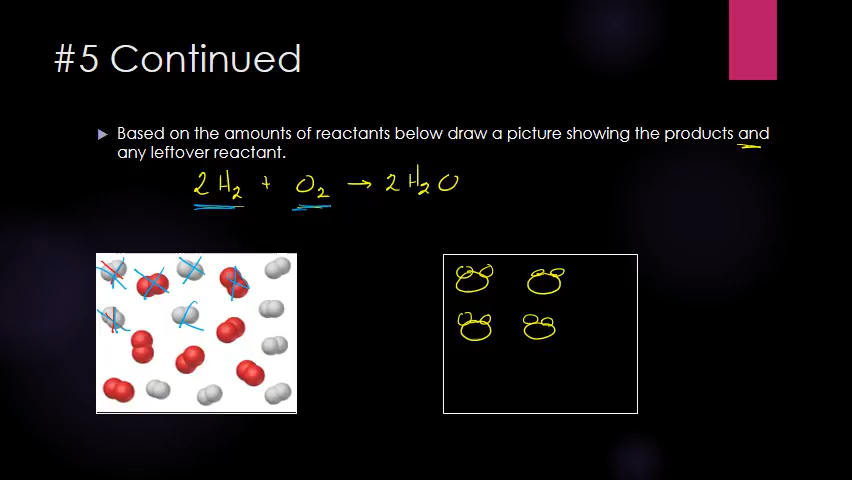 #5 Continued
Based on the amounts of reactants below draw a picture showing the products and
any leftover reactant.
2 H₂ + O₂ → 2 H₂ O